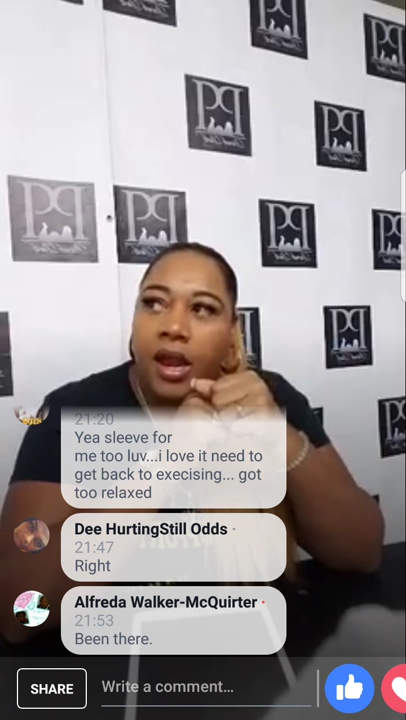 21:20
Yea sleeve for
me too luv...i love it need to
get back to execising... got
too relaxed
Dee HurtingStill Odds ·
21:47
Right
Alfreda Walker-McQuirter ·
21:53
Been there.
SHARE
Write a comment...